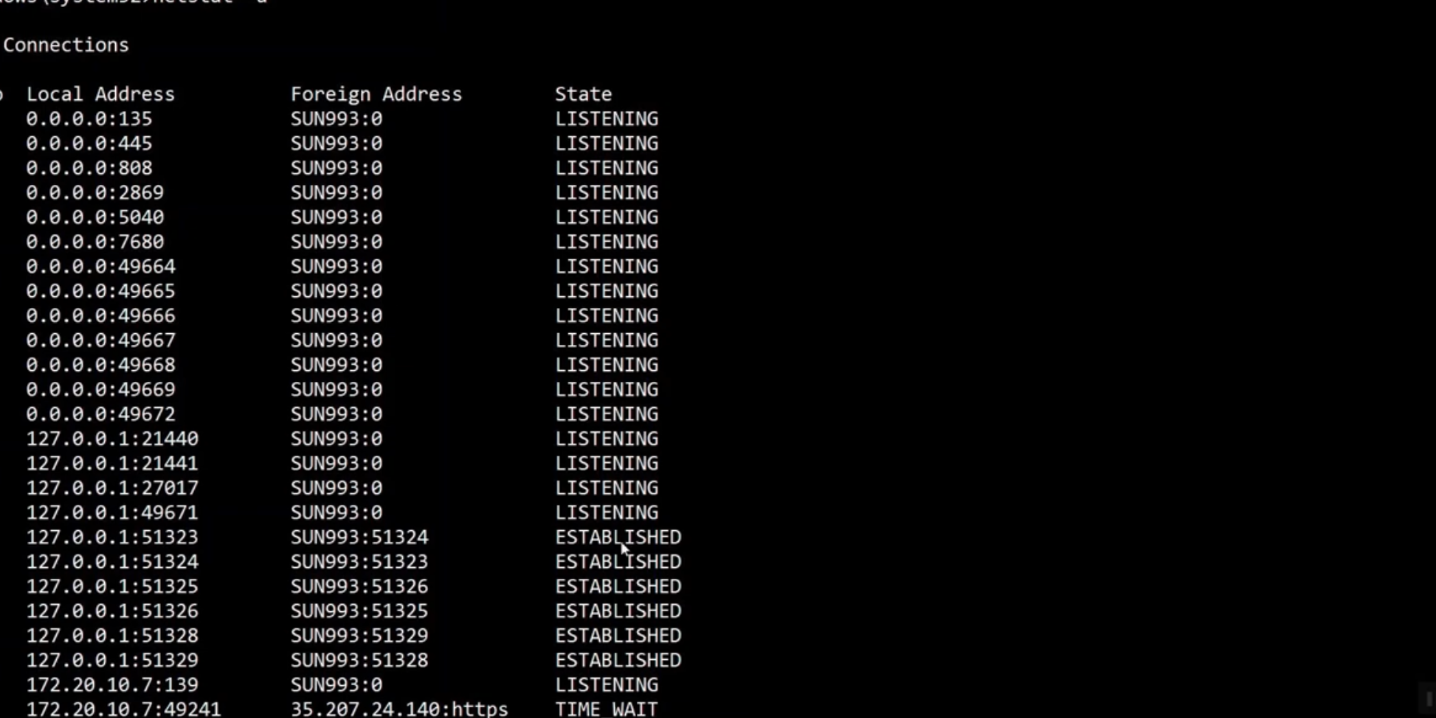 Connections
Local Address Foreign Address State
0.0.0.0:135 SUN993:0 LISTENING
0.0.0.0:445 SUN993:0 LISTENING
0.0.0.0:808 SUN993:0 LISTENING
0.0.0.0:2869 SUN993:0 LISTENING
0.0.0.0:5040 SUN993:0 LISTENING
0.0.0.0:7680 SUN993:0 LISTENING
0.0.0.0:49664 SUN993:0 LISTENING
0.0.0.0:49665 SUN993:0 LISTENING
0.0.0.0:49666 SUN993:0 LISTENING
0.0.0.0:49667 SUN993:0 LISTENING
0.0.0.0:49668 SUN993:0 LISTENING
0.0.0.0:49669 SUN993:0 LISTENING
0.0.0.0:49672 SUN993:0 LISTENING
127.0.0.1:21440 SUN993:0 LISTENING
127.0.0.1:21441 SUN993:0 LISTENING
127.0.0.1:27017 SUN993:0 LISTENING
127.0.0.1:49671 SUN993:0 LISTENING
127.0.0.1:51323 SUN993:51324 ESTABLISHED
127.0.0.1:51324 SUN993:51323 ESTABLISHED
127.0.0.1:51325 SUN993:51326 ESTABLISHED
127.0.0.1:51326 SUN993:51325 ESTABLISHED
127.0.0.1:51328 SUN993:51329 ESTABLISHED
127.0.0.1:51329 SUN993:51328 ESTABLISHED
172.20.10.7:139 SUN993:0 LISTENING
172.20.10.7:49241 35.207.24.140:https TIME_WAIT